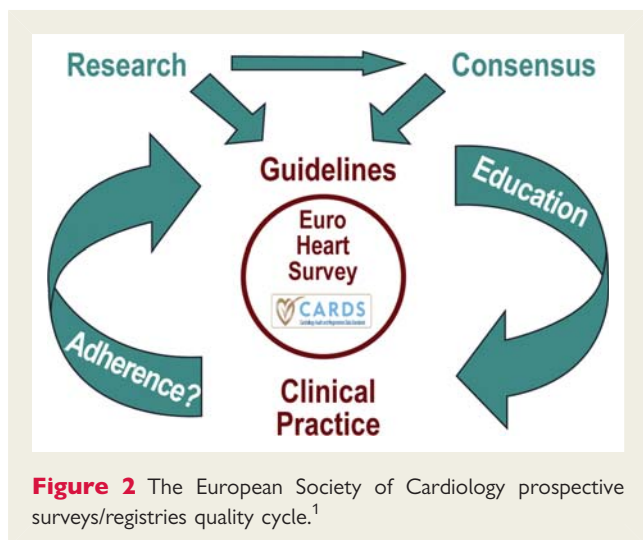 Research
Consensus
Guidelines
Education
Euro
Heart
Survey
CARDS
Adherence?
Clinical
Practice
Figure 2 The European Society of Cardiology prospective
surveys/registries quality cycle.1